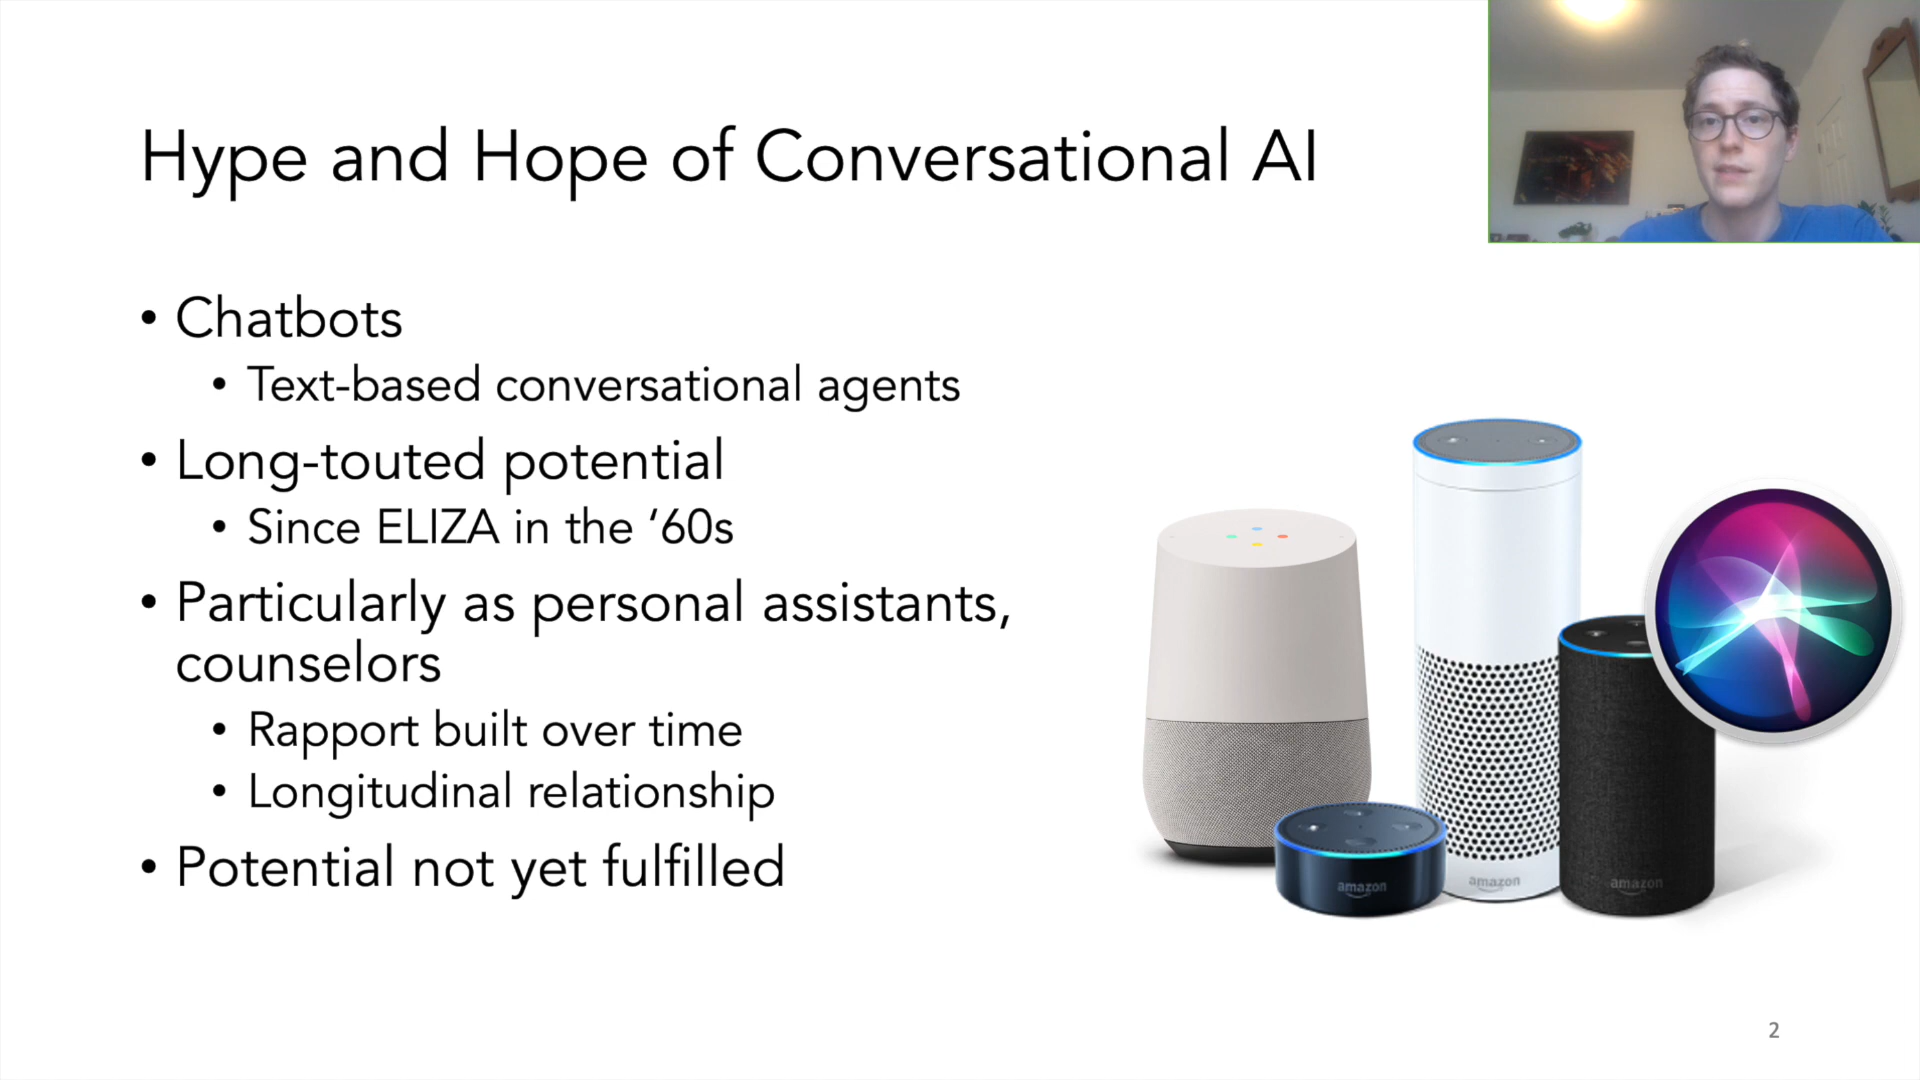 Hype and Hope of Conversational AI
• Chatbots
• Text-based conversational agents
• Long-touted potential
• Since ELIZA in the ‘60s
• Particularly as personal assistants,
counselors
• Rapport built over time
• Longitudinal relationship
• Potential not yet fulfilled
amazon
amazon
amazon
2